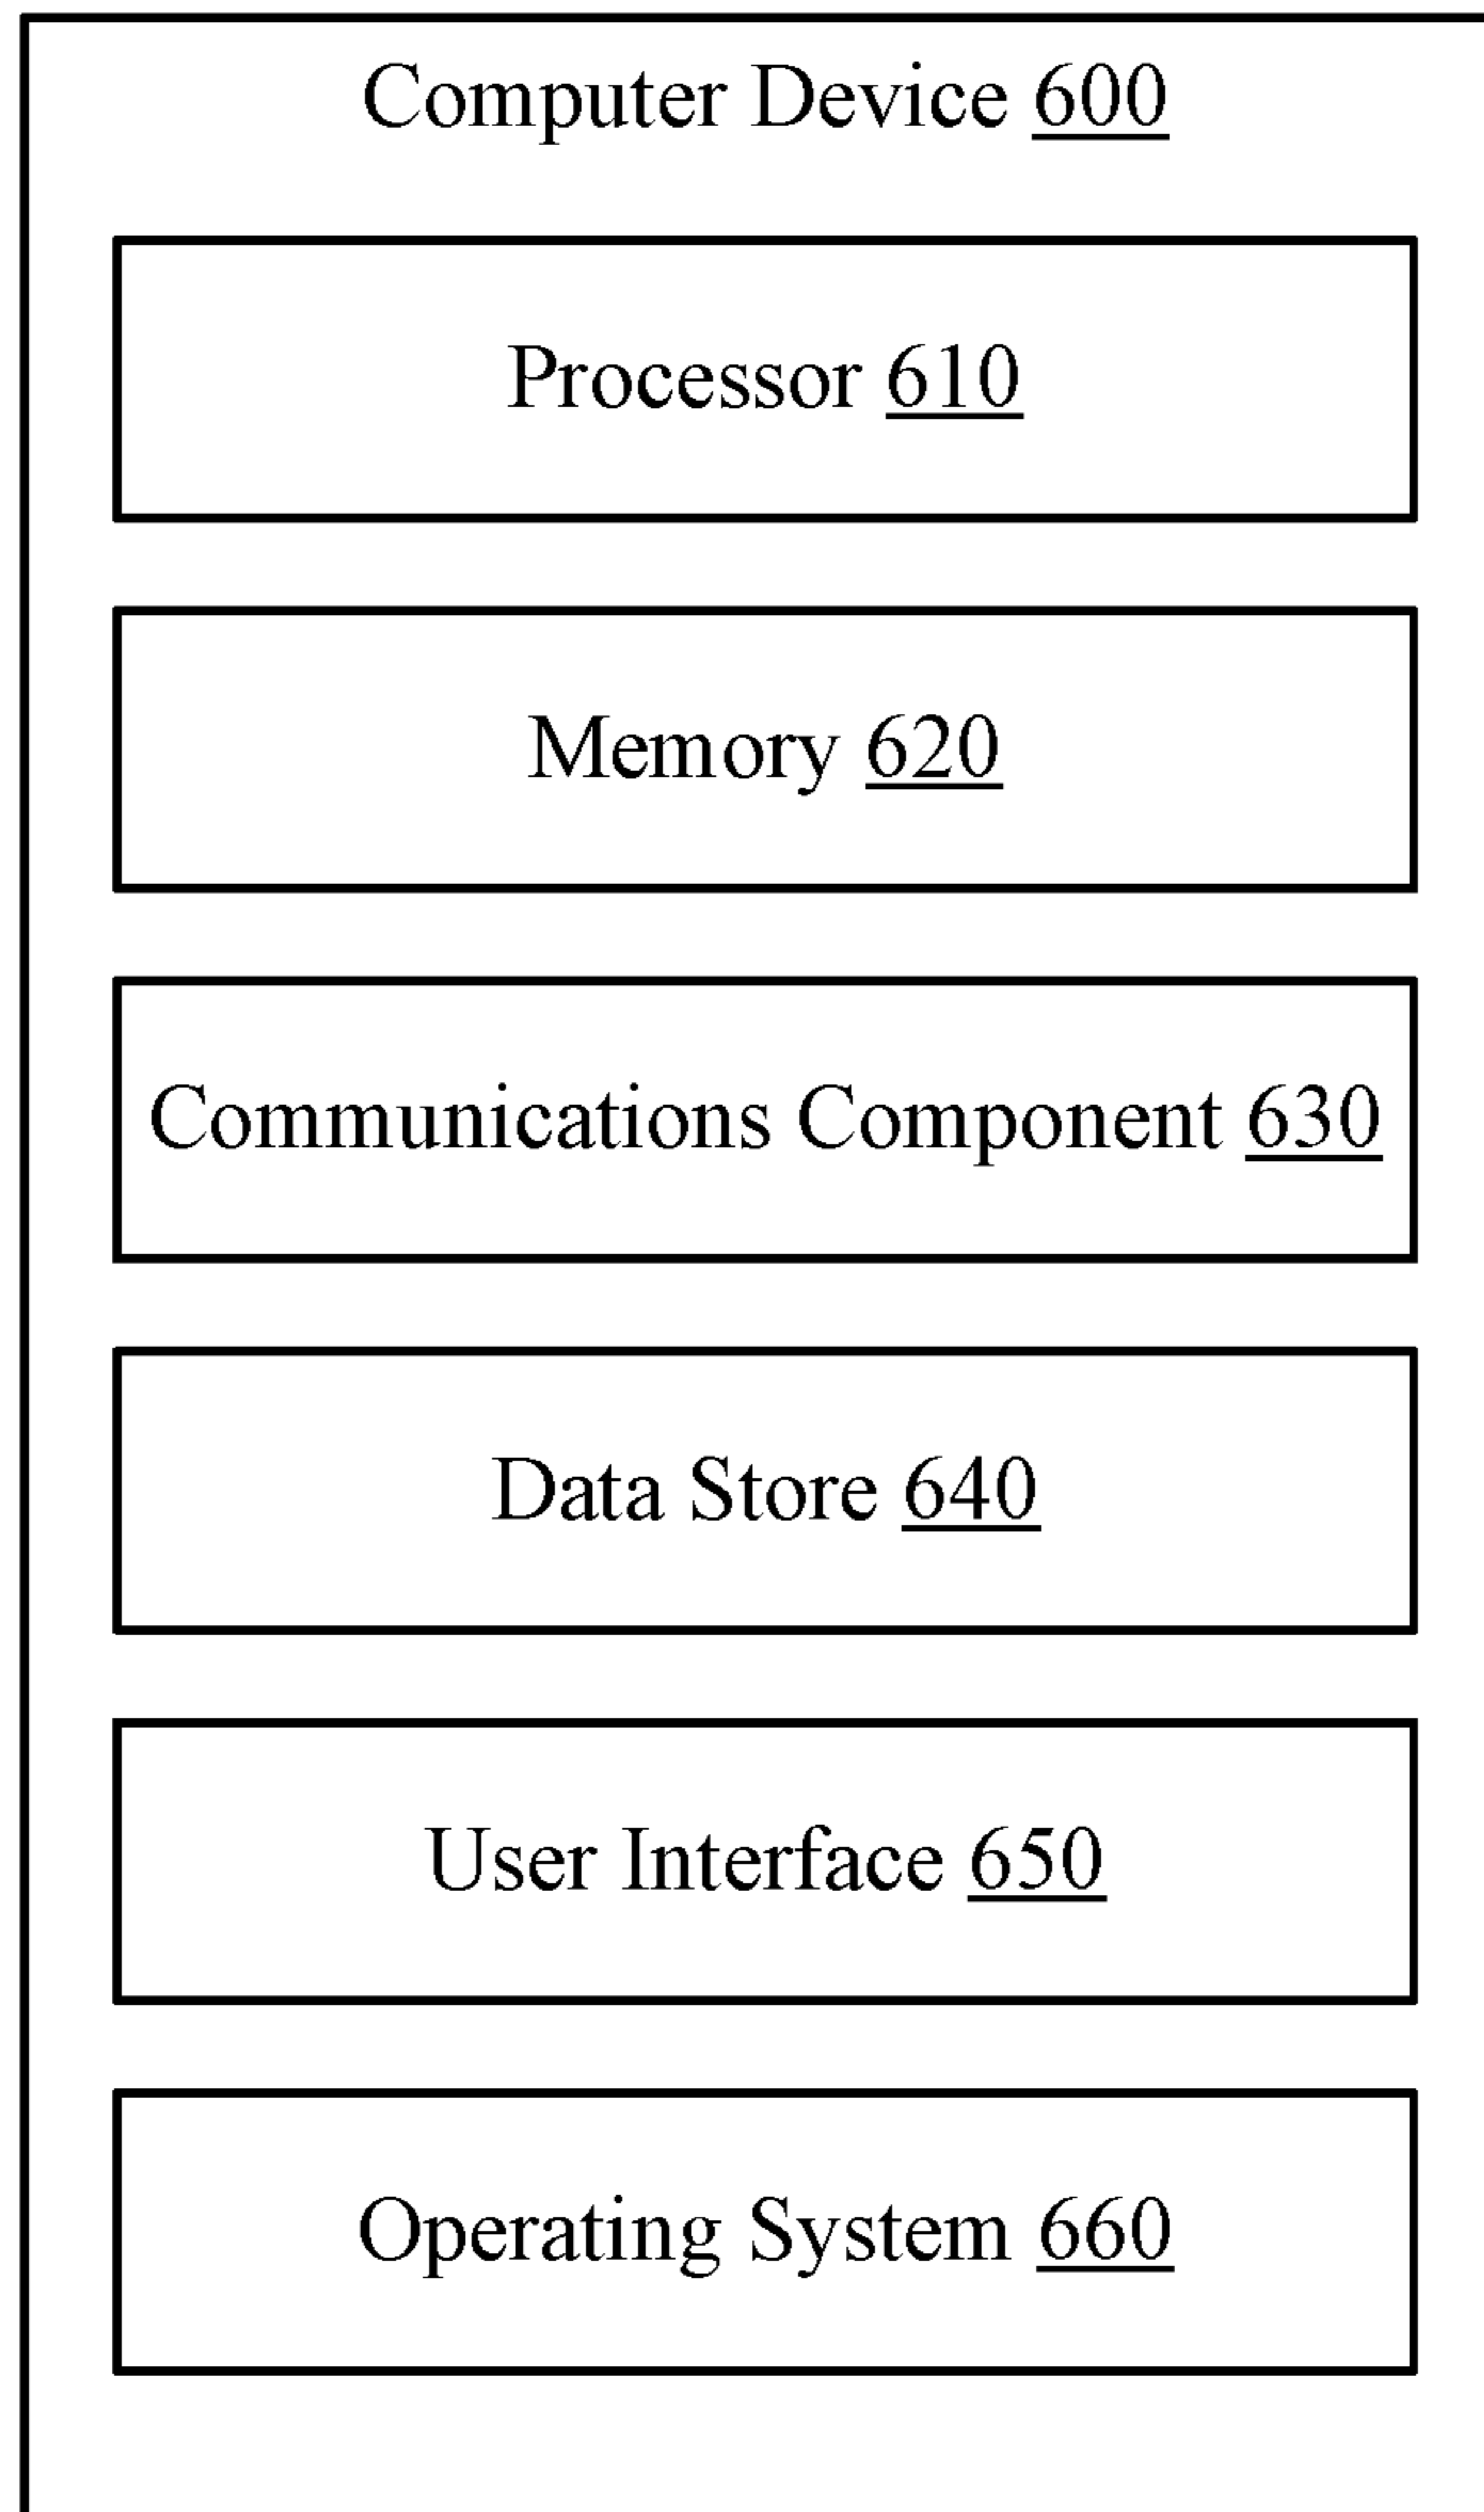 Computer Device 600
Processor 610
Memory 620
Communications Component 630
Data Store 640
User Interface 650
Operating System 660